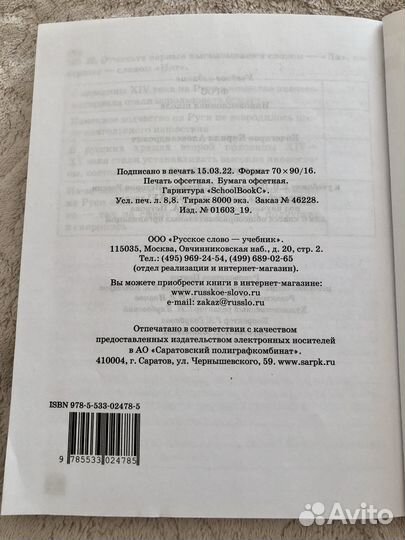 Подписано в печать 15.03.22. Формат 70 × 90/16.
Печать офсетная. Бумага офсетная.
Гарнитура «SchoolBookC».
Усл. печ. л. 8,8. Тираж 8000 экз. Заказ № 46228.
Изд. № 01603_19.
ООО «Русское слово — учебник».
115035, Москва, Овчинниковская наб., д. 20, стр. 2.
Тел.: (495) 969-24-54, (499) 689-02-65
(отдел реализации и интернет-магазин).
Вы можете приобрести книги в интернет-магазине:
www.russkoe-slovo.ru
e-mail: zakaz@russlo.ru
Отпечатано в соответствии с качеством
предоставленных издательством электронных носителей
в АО «Саратовский полиграфкомбинат».
410004, г. Саратов, ул. Чернышевского, 59. www.sarpk.ru
ISBN 978-5-533-02478-5
9 785533 024785
Avito